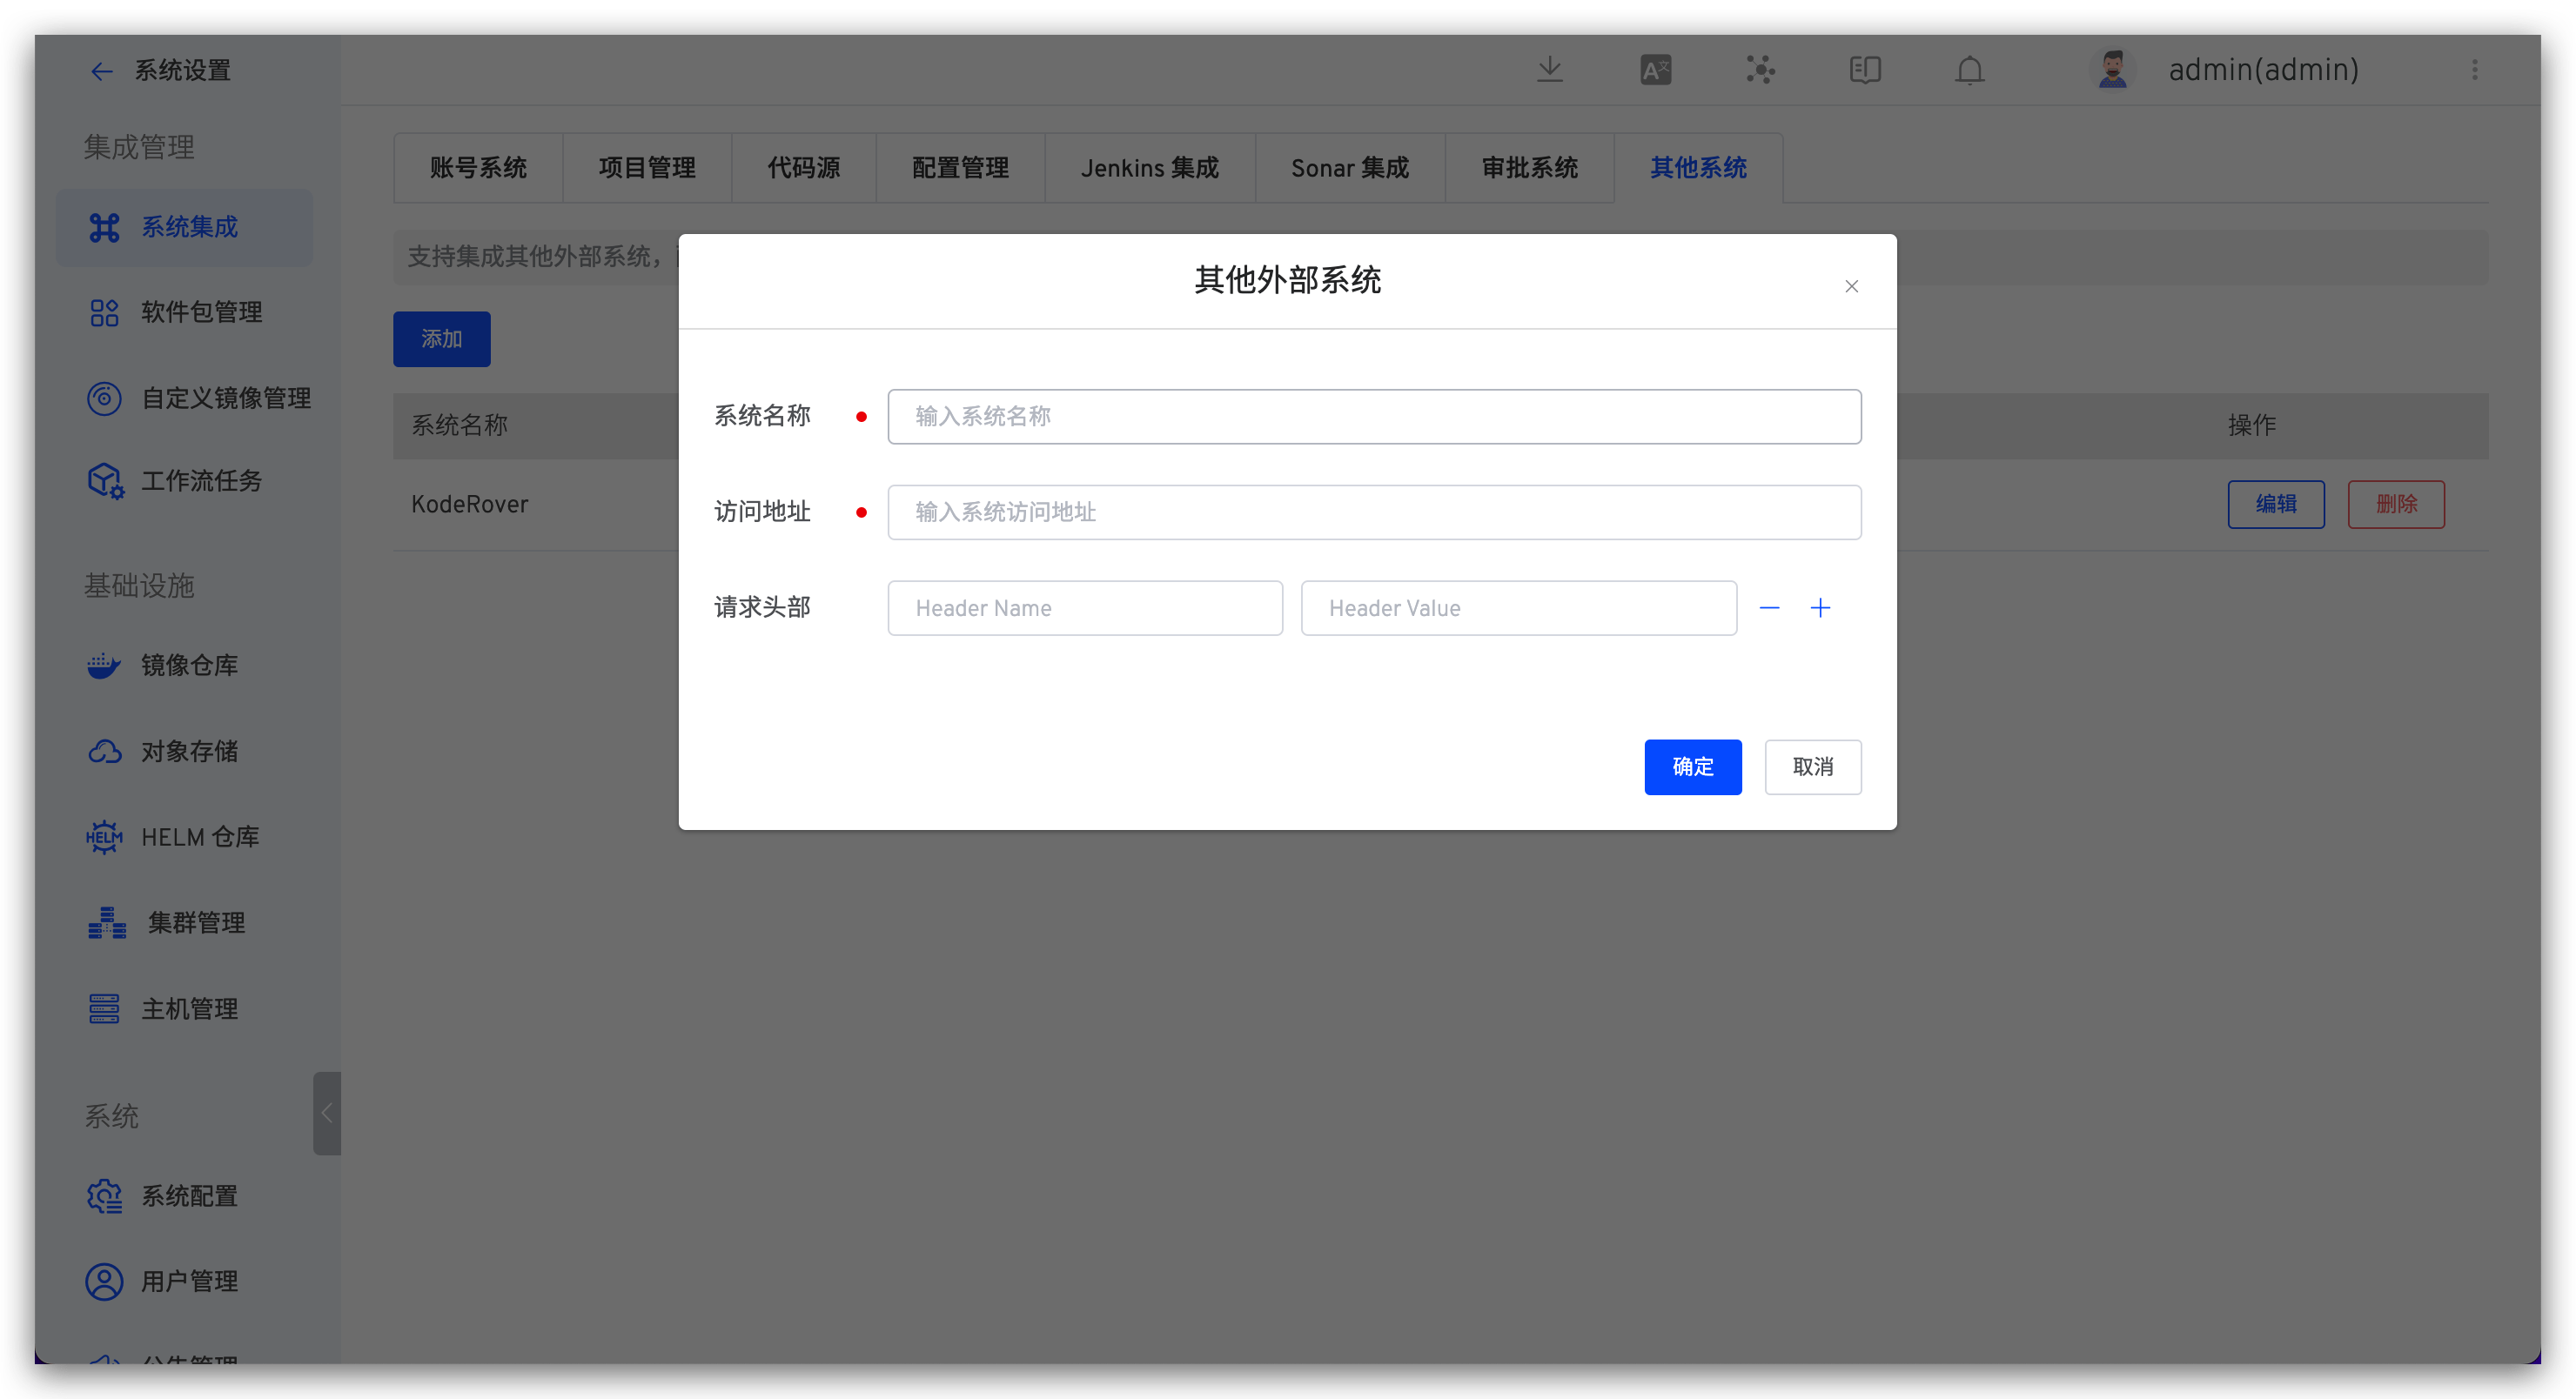 系统设置
admin(admin)
集成管理
系统集成
软件包管理
自定义镜像管理
工作流任务
基础设施
镜像仓库
对象存储
HELM 仓库
集群管理
主机管理
系统
系统配置
用户管理
公告管理
账号系统
项目管理
代码源
配置管理
Jenkins 集成
Sonar 集成
审批系统
其他系统
支持集成其他外部系统，
添加
系统名称
操作
KodeRover
编辑
删除
其他外部系统
系统名称
输入系统名称
访问地址
输入系统访问地址
请求头部
Header Name
Header Value
确定
取消